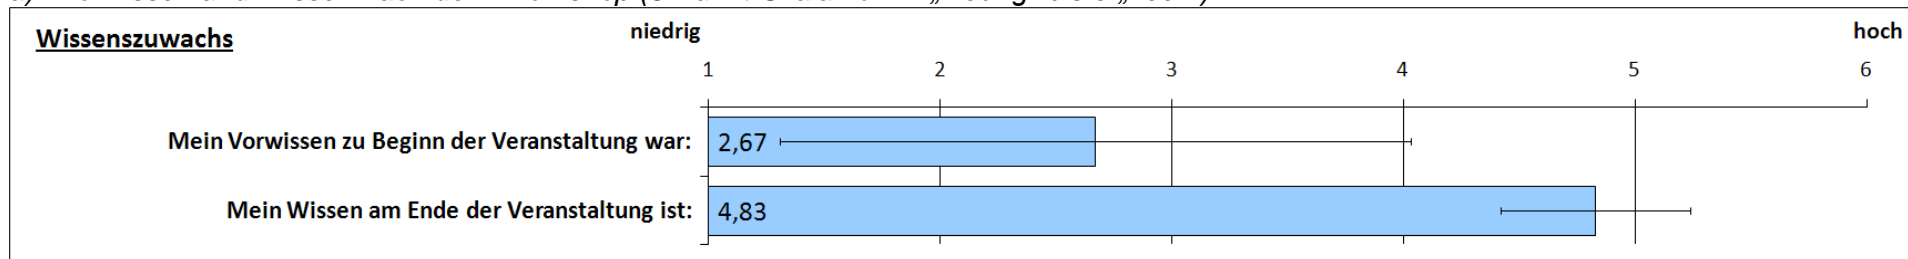 Wissenszuwachs
niedrig
hoch
1 2 3 4 5 6
Mein Vorwissen zu Beginn der Veranstaltung war: 2,67
Mein Wissen am Ende der Veranstaltung ist: 4,83